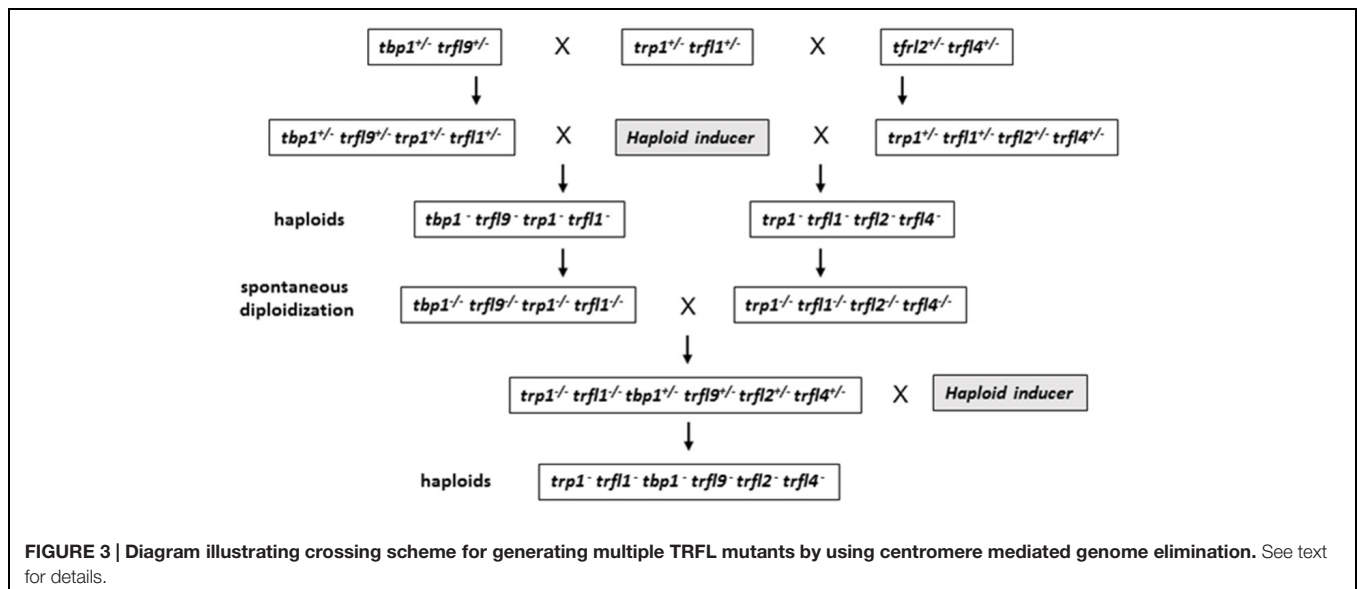 tbp1+/- trfl9+/- X trp1+/- trfl1+/- X tfrl2+/- trfl4+/-
tbp1+/- trfl9+/- trp1+/- trfl1+/- X Haploid inducer X trp1+/- trfl1+/- trfl2+/- trfl4+/-
haploids tbp1- trfl9- trp1- trfl1- trp1- trfl1- trfl2- trfl4-
spontaneous
diploidization tbp1-/- trfl9-/- trp1-/- trfl1-/- X trp1-/- trfl1-/- trfl2-/- trfl4-/-
trp1-/- trfl1-/- tbp1+/- trfl9+/- trfl2+/- trfl4+/- X Haploid inducer
haploids trp1- trfl1- tbp1- trfl9- trfl2- trfl4-
FIGURE 3 | Diagram illustrating crossing scheme for generating multiple TRFL mutants by using centromere mediated genome elimination. See text
for details.